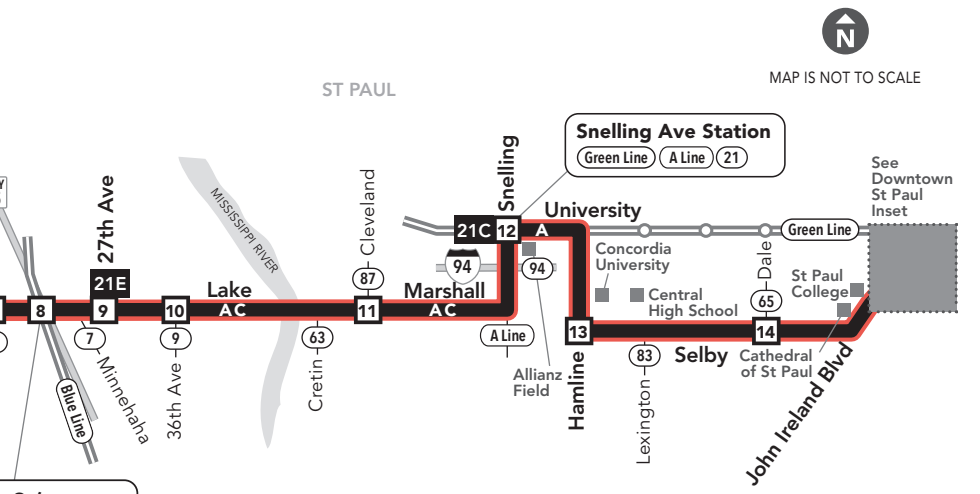 N
MAP IS NOT TO SCALE
ST PAUL
Snelling Ave Station
Green Line A Line 21
See
Downtown
St Paul
Inset
Y
27th Ave
MISSISSIPPI RIVER
Cleveland
Snelling
University
21C 12 A
Green Line
94
94
Concordia
University
Dale
St Paul
College
21E
87
Lake
Marshall
Central
High School
65
8 9 10 AC 11 AC
13 14
7
9
63
A Line
83
Selby
Cathedral
of St Paul
Minnehaha
36th Ave
Cretin
Allianz
Field
Hamline
Lexington
John Ireland Blvd
Blue Line